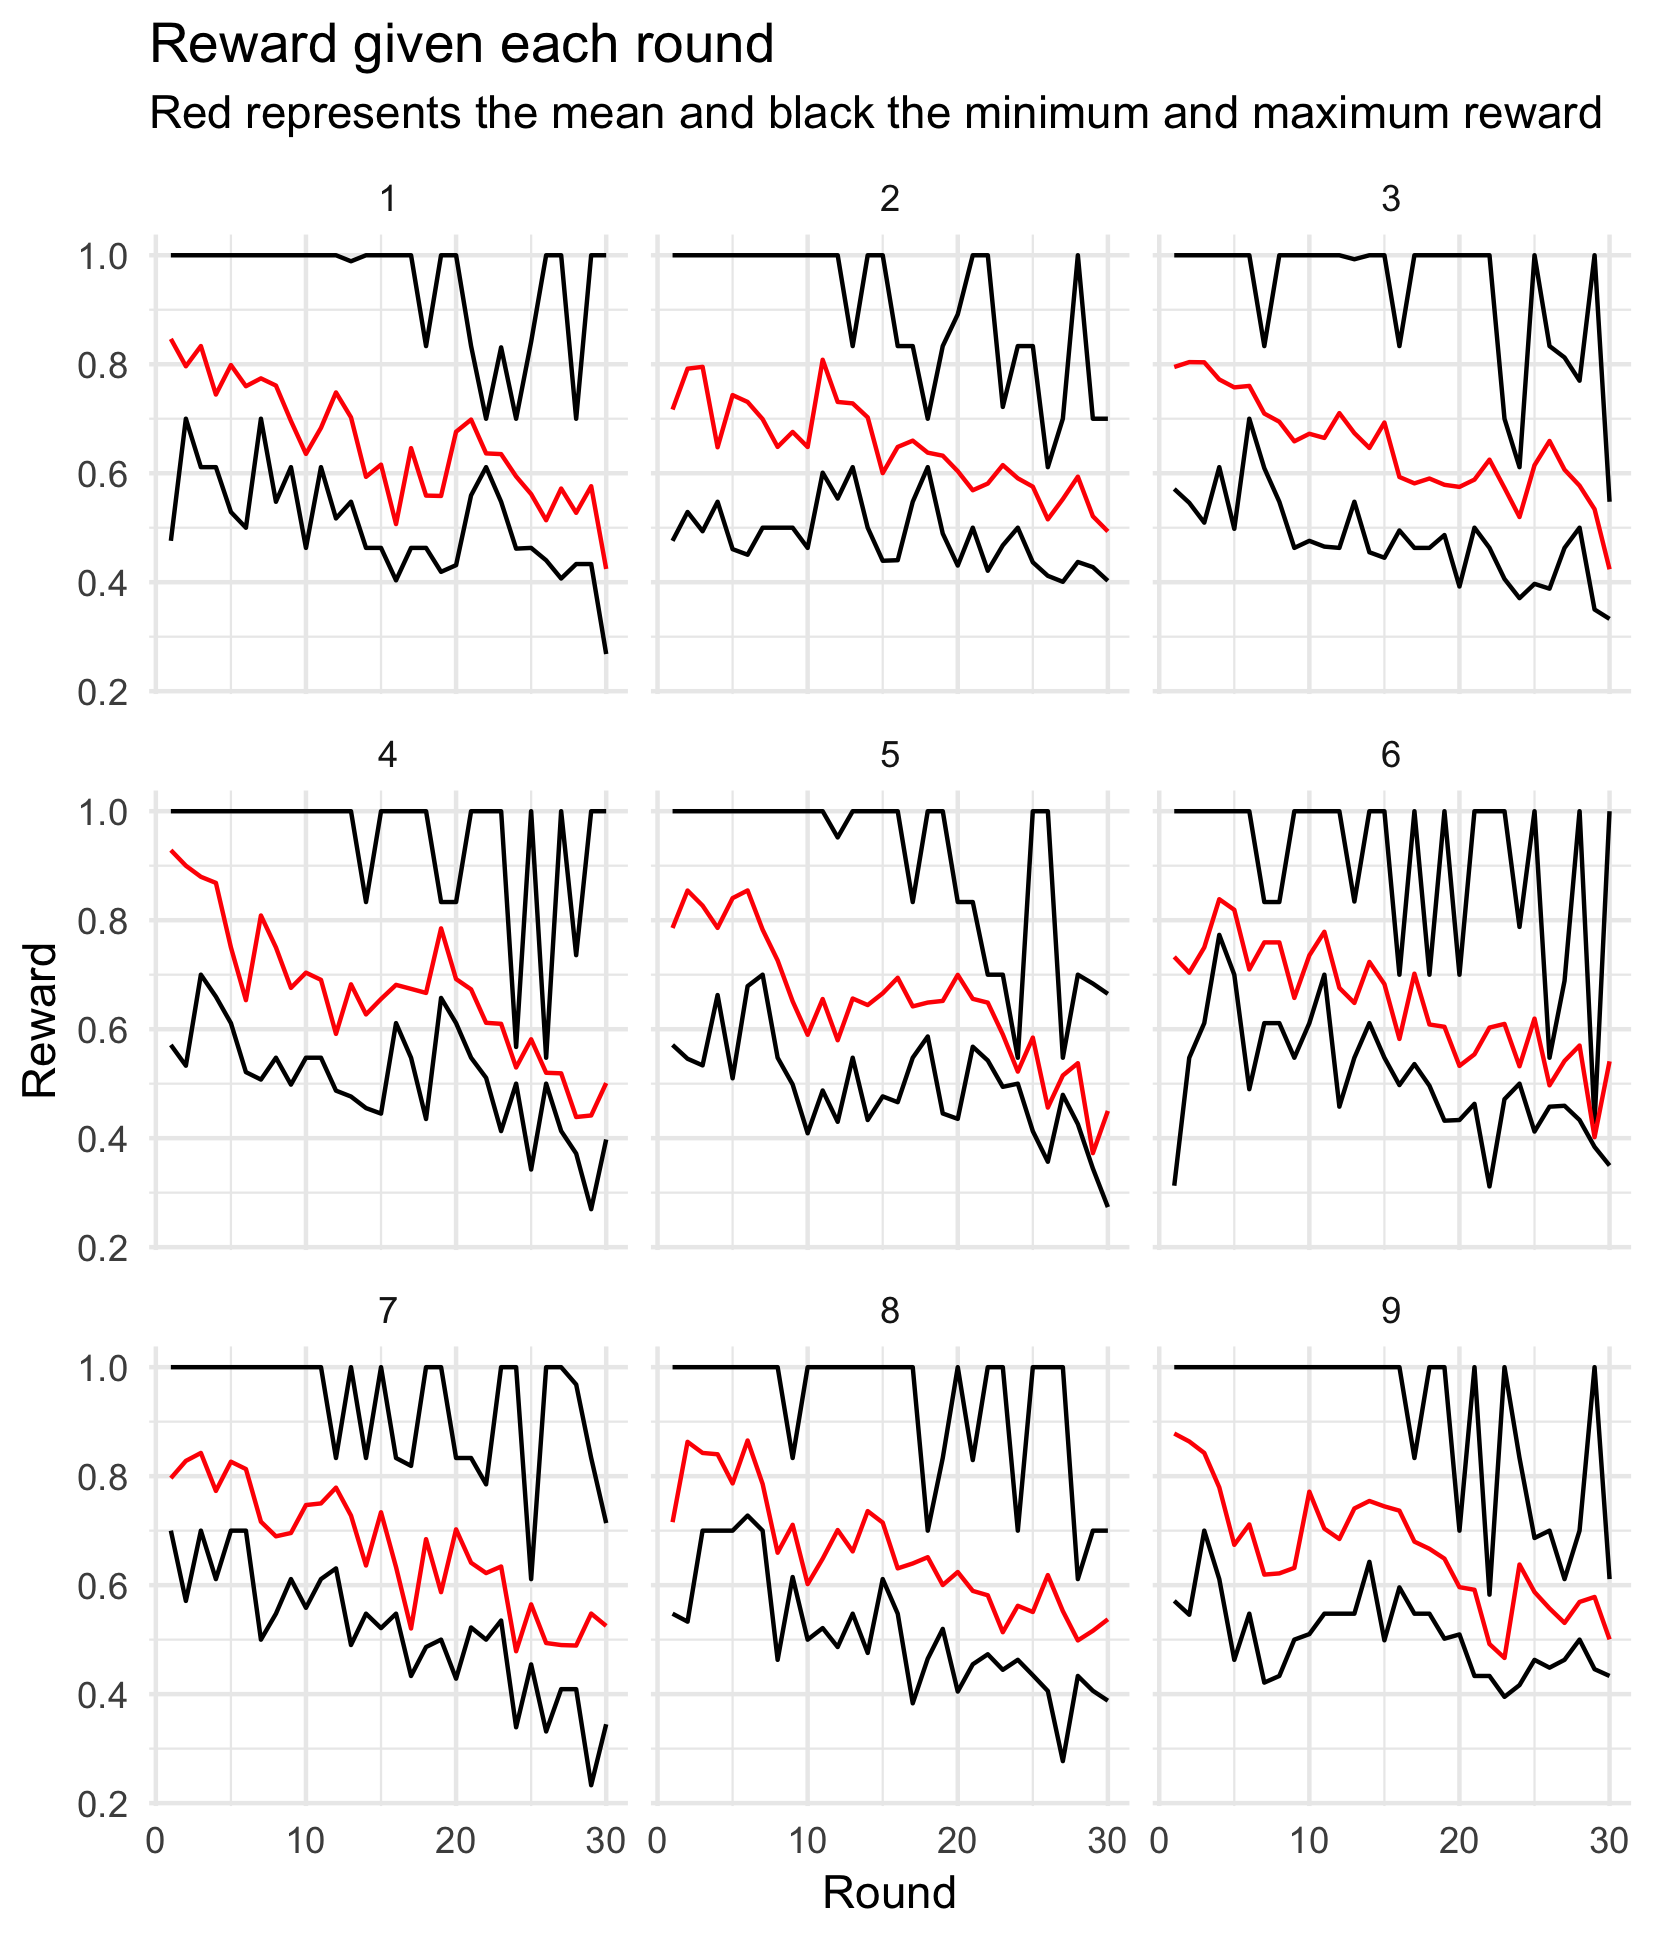 Reward given each round
Red represents the mean and black the minimum and maximum reward
1 2 3
1.0
0.8
0.6
0.4
0.2
4 5 6
1.0
0.8
0.6
0.4
0.2
Reward
7 8 9
1.0
0.8
0.6
0.4
0.2
0 10 20 30 0 10 20 30 0 10 20 30
Round